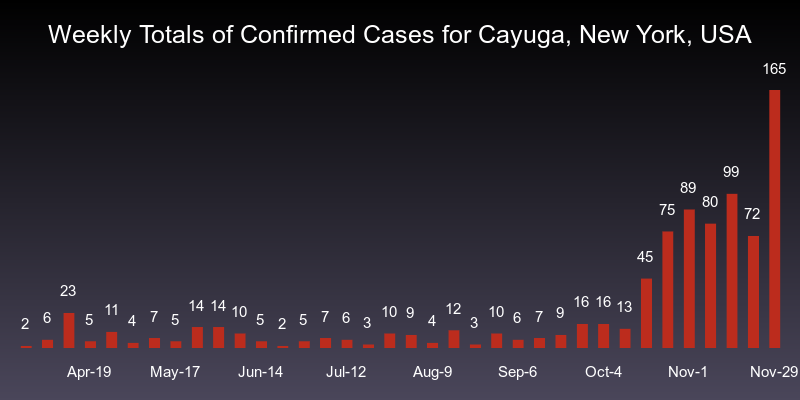 Weekly Totals of Confirmed Cases for Cayuga, New York, USA
2 6 23 5 11 4 7 5 14 14 10 5 2 5 7 6 3 10 9 4 12 3 10 6 7 9 16 16 13 45 75 89 80 99 72 165
Apr-19 May-17 Jun-14 Jul-12 Aug-9 Sep-6 Oct-4 Nov-1 Nov-29